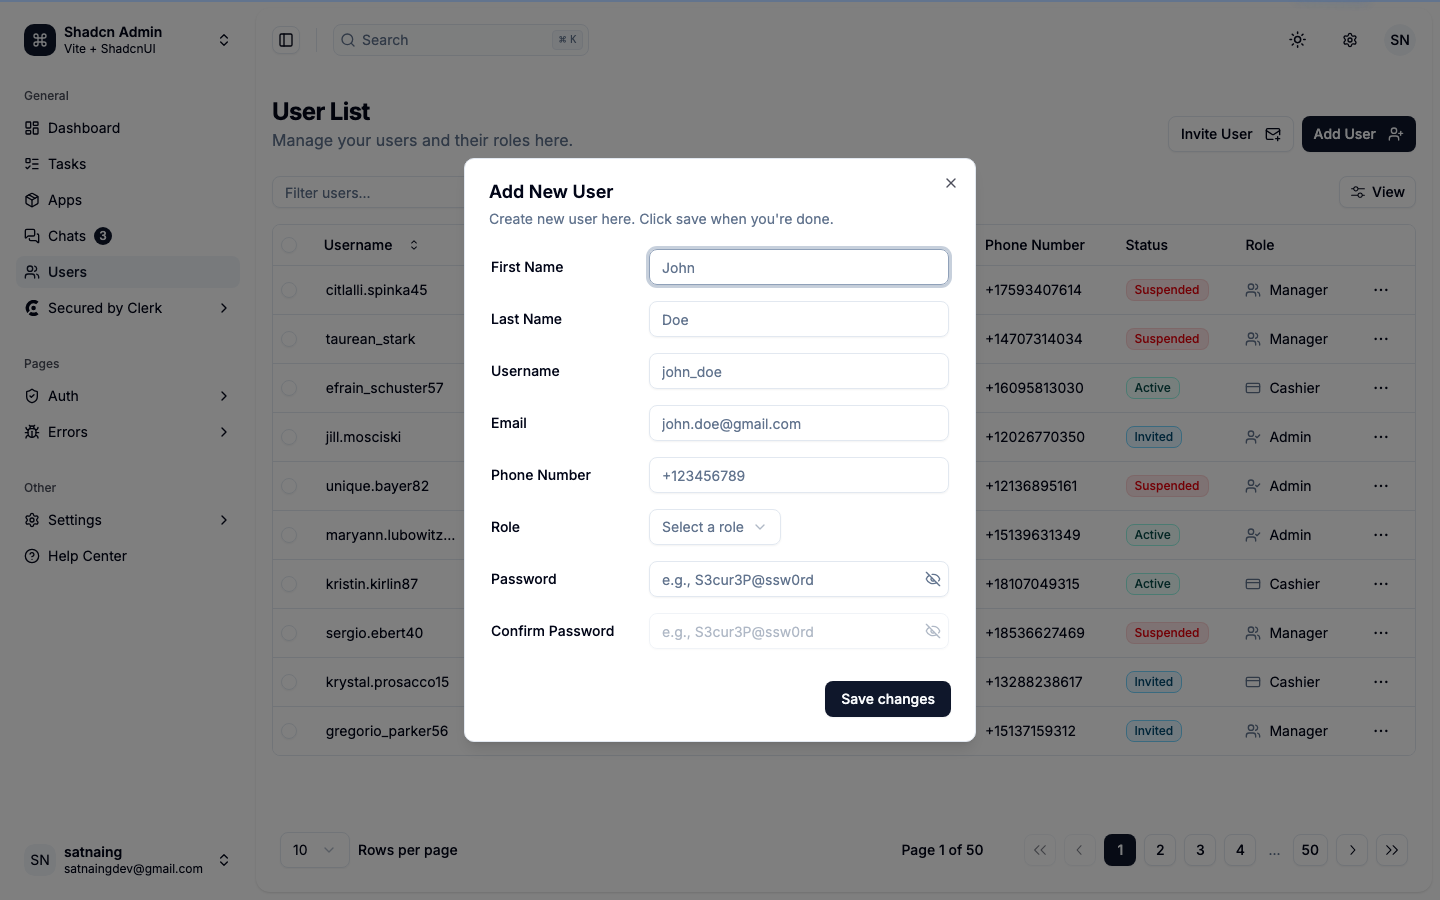 Shadcn Admin
Vite + ShadcnUI
Search
⌘ K
SN
General
Dashboard
Tasks
Apps
Chats 3
Users
Secured by Clerk
Pages
Auth
Errors
Other
Settings
Help Center
SN
satnaing
satnaingdev@gmail.com
User List
Manage your users and their roles here.
Invite User
Add User
Filter users...
View
Username Phone Number Status Role
citlalli.spinka45 +17593407614 Suspended Manager
taurean_stark +14707314034 Suspended Manager
efrain_schuster57 +16095813030 Active Cashier
jill.mosciski +12026770350 Invited Admin
unique.bayer82 +12136895161 Suspended Admin
maryann.lubowitz... +15139631349 Active Admin
kristin.kirlin87 +18107049315 Active Cashier
sergio.ebert40 +18536627469 Suspended Manager
krystal.prosacco15 +13288238617 Invited Cashier
gregorio_parker56 +15137159312 Invited Manager
10 Rows per page
Page 1 of 50
1 2 3 4 ... 50
Add New User
Create new user here. Click save when you're done.
First Name John
Last Name Doe
Username john_doe
Email john.doe@gmail.com
Phone Number +123456789
Role Select a role
Password e.g., S3cur3P@ssw0rd
Confirm Password e.g., S3cur3P@ssw0rd
Save changes